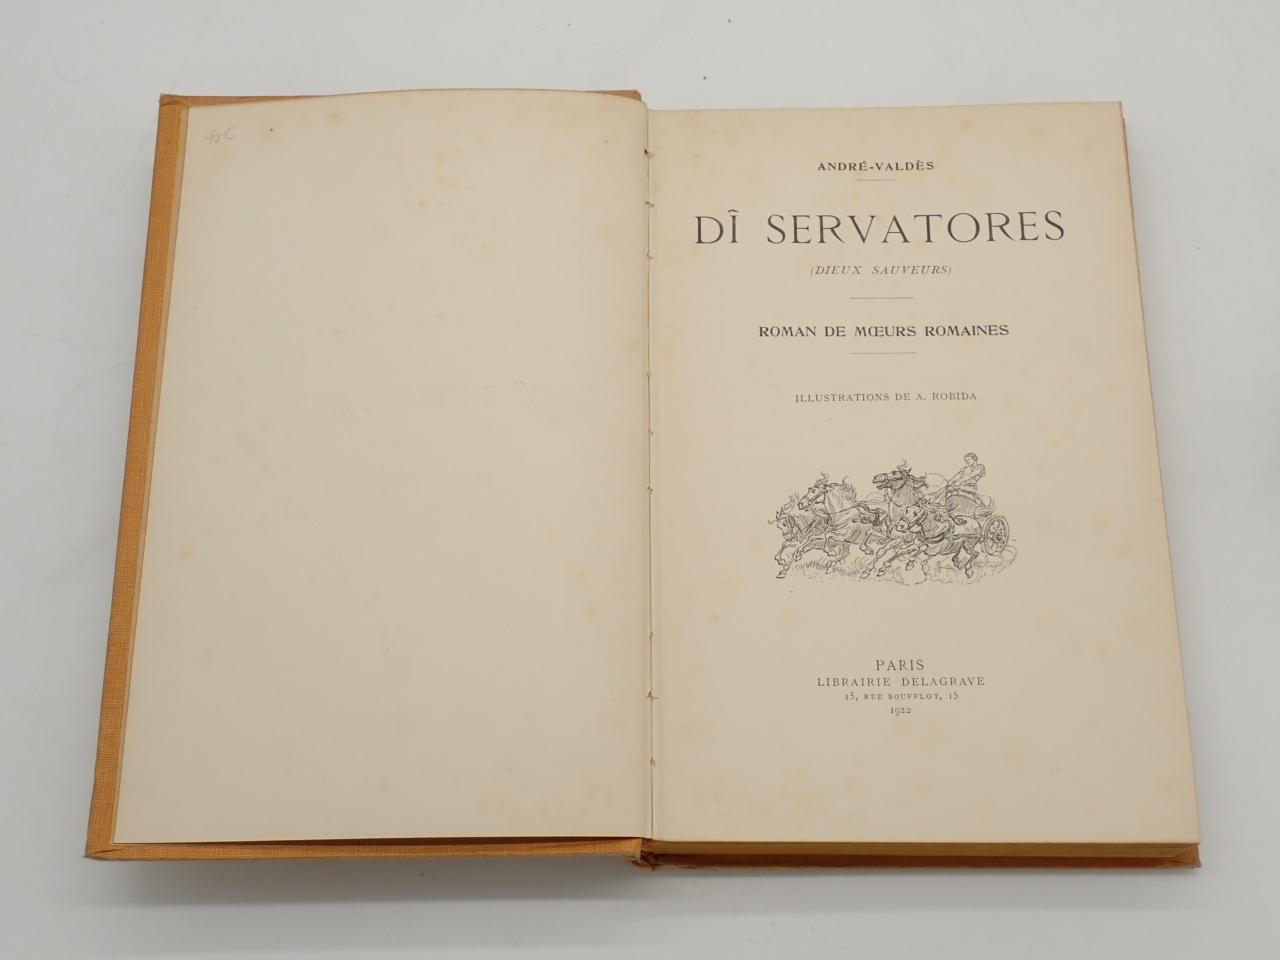 ANDRÉ-VALDÈS
DÎ SERVATORES
(DIEUX SAUVEURS)
ROMAN DE MŒURS ROMAINES
ILLUSTRATIONS DE A. ROBIDA
PARIS
LIBRAIRIE DELAGRAVE
15, RUE SOUFFLOT, 15
1922